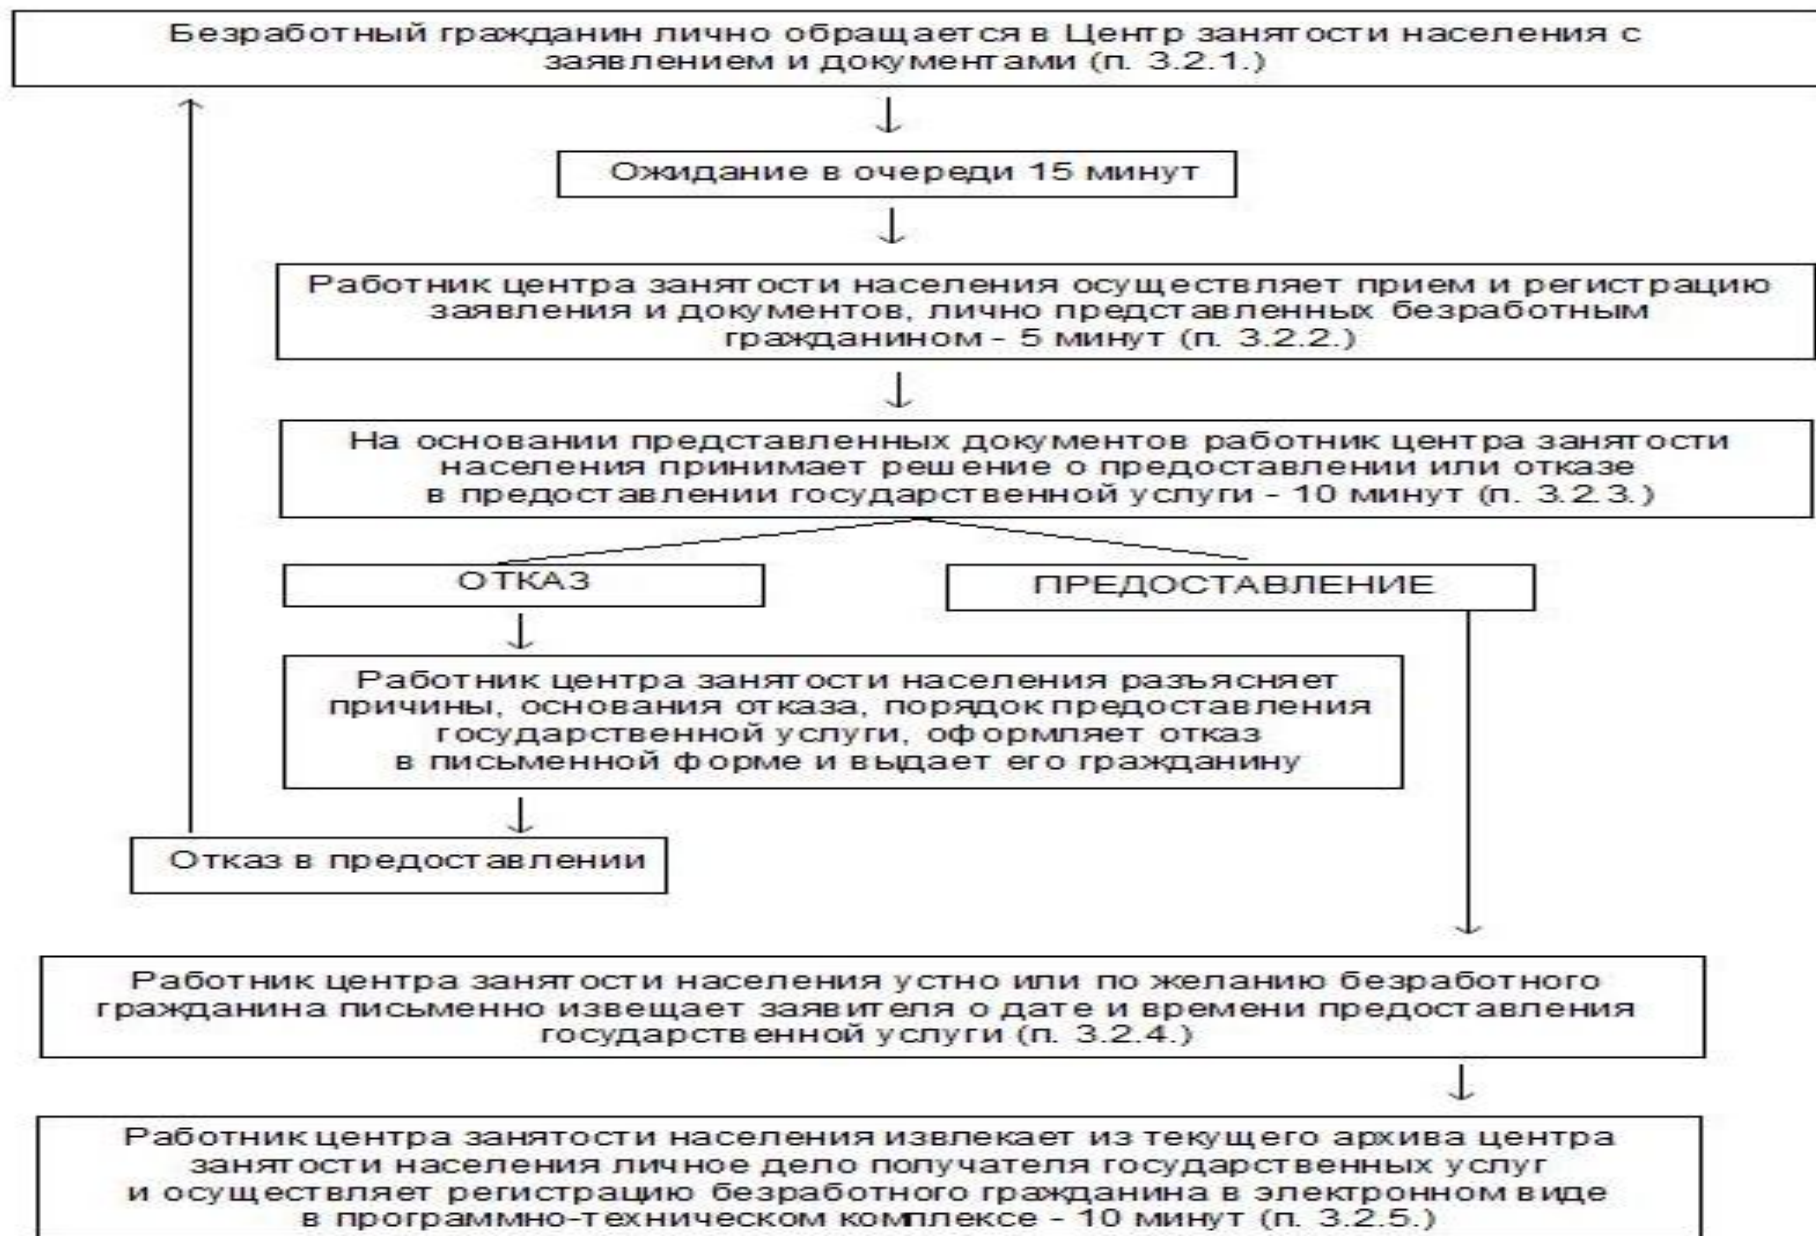 Безработный гражданин лично обращается в Центр занятости населения с
заявлением и документами (п. 3.2.1.)
Ожидание в очереди 15 минут
Работник центра занятости населения осуществляет прием и регистрацию
заявления и документов, лично представленных безработным
гражданином - 5 минут (п. 3.2.2.)
На основании представленных документов работник центра занятости
населения принимает решение о предоставлении или отказе
в предоставлении государственной услуги - 10 минут (п. 3.2.3.)
ОТКАЗ
ПРЕДОСТАВЛЕНИЕ
Работник центра занятости населения разъясняет
причины, основания отказа, порядок предоставления
государственной услуги, оформляет отказ
в письменной форме и выдает его гражданину
Отказ в предоставлении
Работник центра занятости населения устно или по желанию безработного
гражданина письменно извещает заявителя о дате и времени предоставления
государственной услуги (п. 3.2.4.)
Работник центра занятости населения извлекает из текущего архива центра
занятости населения личное дело получателя государственных услуг
и осуществляет регистрацию безработного гражданина в электронном виде
в программно-техническом комплексе - 10 минут (п. 3.2.5.)